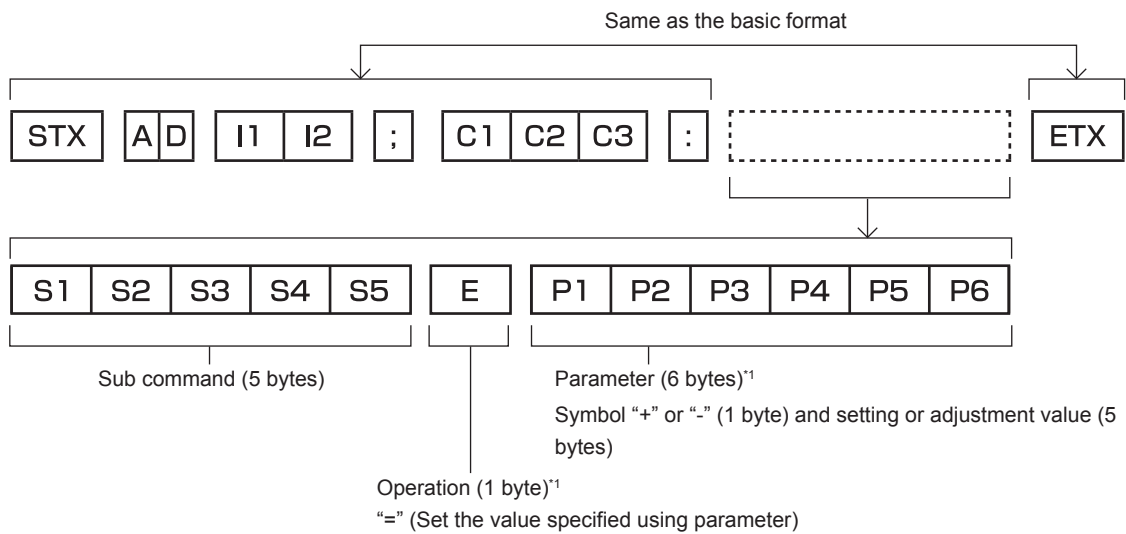 Same as the basic format
STX AD I1 I2 ; C1 C2 C3 : ETX
S1 S2 S3 S4 S5 E P1 P2 P3 P4 P5 P6
Sub command (5 bytes)
Parameter (6 bytes)*1
Symbol “+” or “-” (1 byte) and setting or adjustment value (5
bytes)
Operation (1 byte)*1
“=” (Set the value specified using parameter)